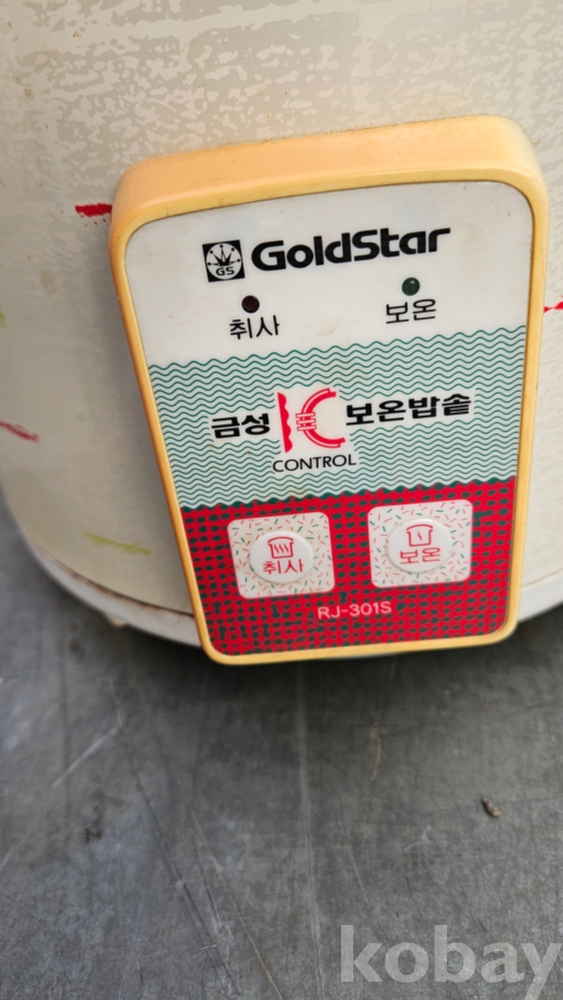 GS GoldStar
취사 보온
금성 K 보온밥솥
CONTROL
취사 보온
RJ-301S
kobay